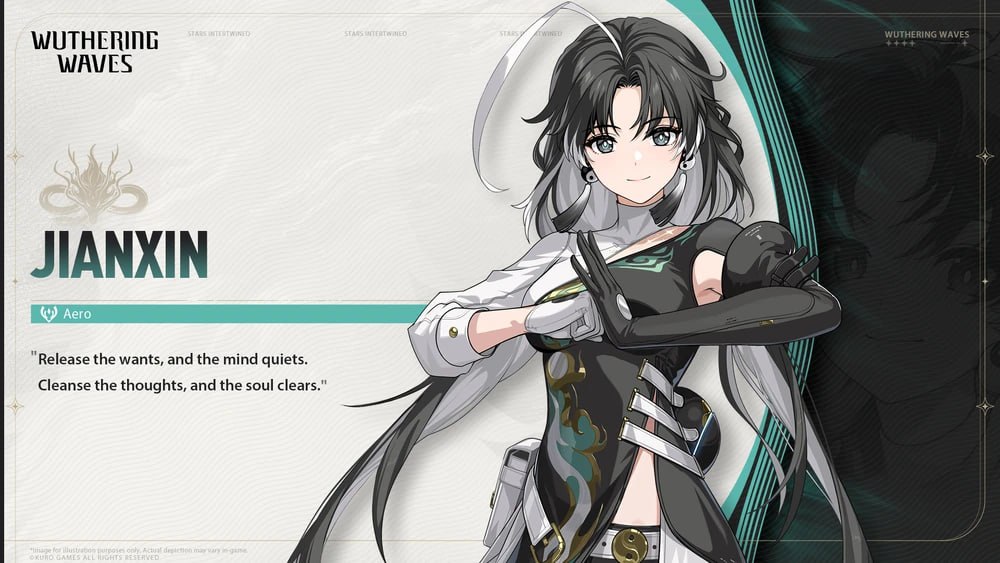 WUTHERING
WAVES
STARS INTERTWINED
STARS INTERTWINED
STARS INTERTWINED
WUTHERING WAVES
JIANXIN
Aero
"Release the wants, and the mind quiets.
Cleanse the thoughts, and the soul clears."
*Image for illustration purposes only. Actual depiction may vary in-game.
©KURO GAMES ALL RIGHTS RESERVED